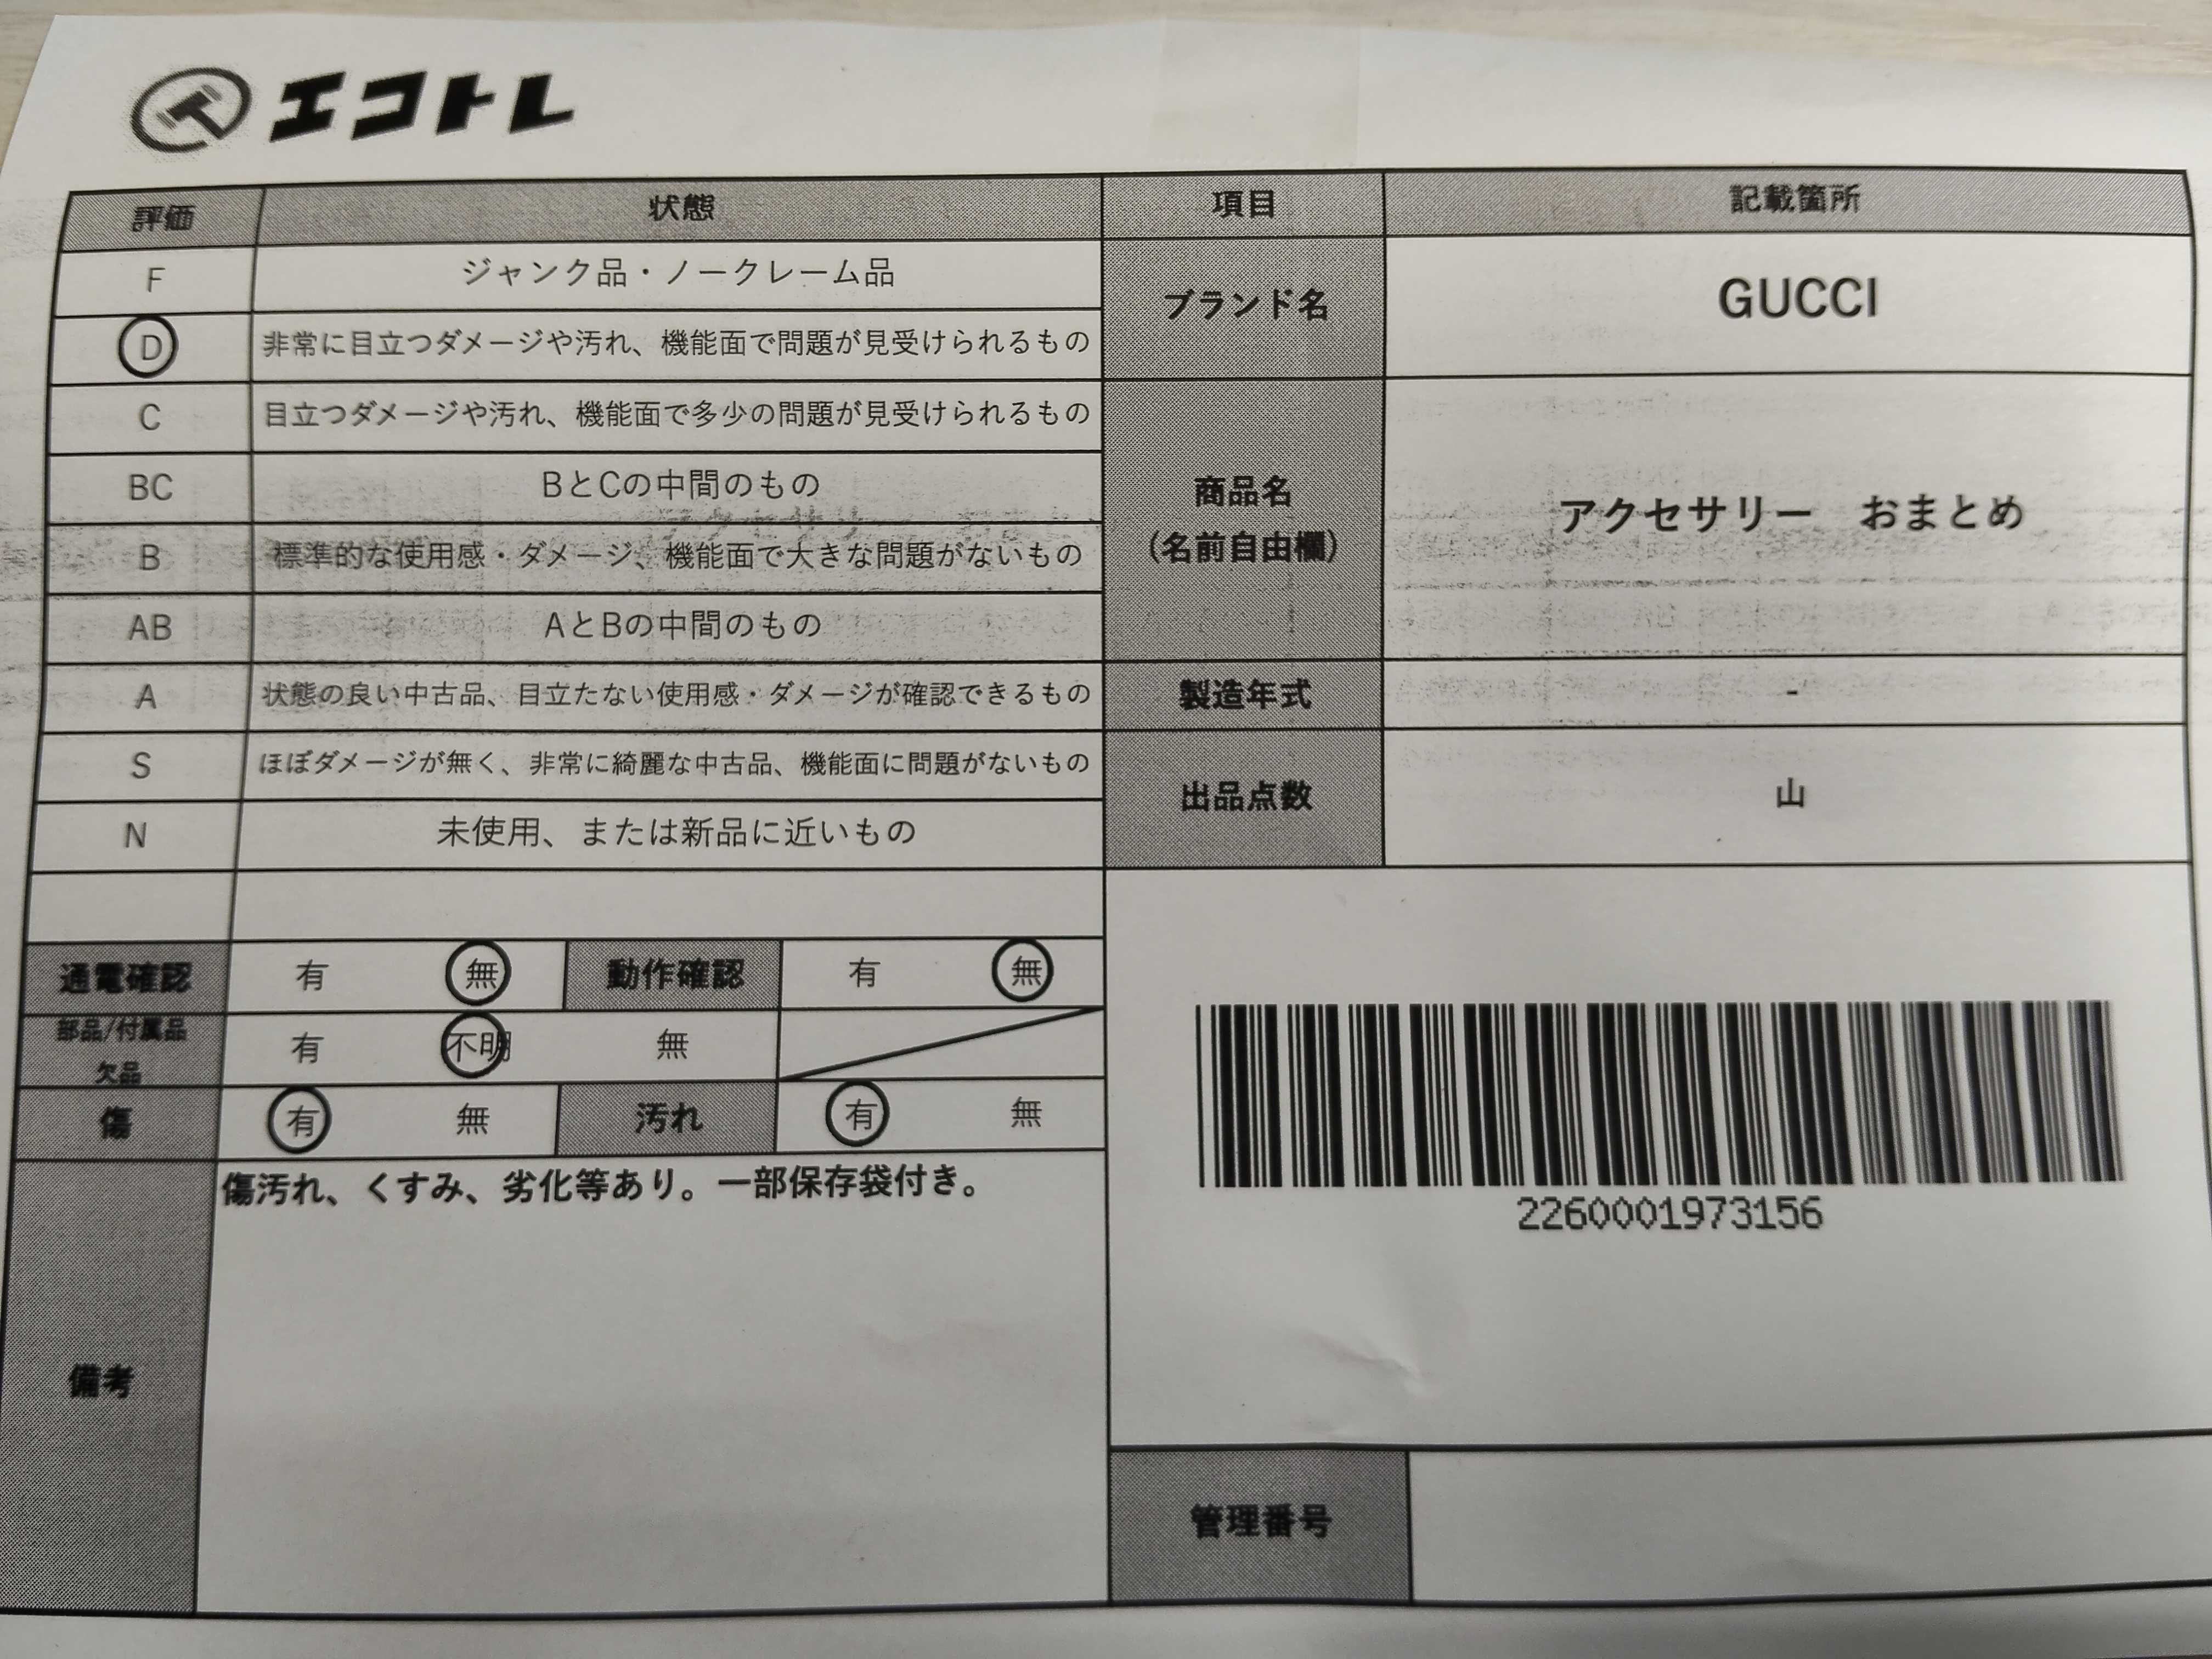 エコトレ
評価 状態 項目 記載箇所
F ジャンク品・ノークレーム品
D 非常に目立つダメージや汚れ、機能面で問題が見受けられるもの
ブランド名 GUCCI
C 目立つダメージや汚れ、機能面で多少の問題が見受けられるもの
BC BとCの中間のもの
B 標準的な使用感・ダメージ、機能面で大きな問題がないもの
商品名
(名前自由欄)
アクセサリー おまとめ
AB AとBの中間のもの
A 状態の良い中古品、目立たない使用感・ダメージが確認できるもの
製造年式 -
S ほぼダメージが無く、非常に綺麗な中古品、機能面に問題がないもの
出品点数 山
N 未使用、または新品に近いもの
通電確認 有 無 動作確認 有 無
部品/付属品
欠品
有 不明 無
傷 有 無 汚れ 有 無
備考
傷汚れ、くすみ、劣化等あり。一部保存袋付き。
2260001973156
管理番号